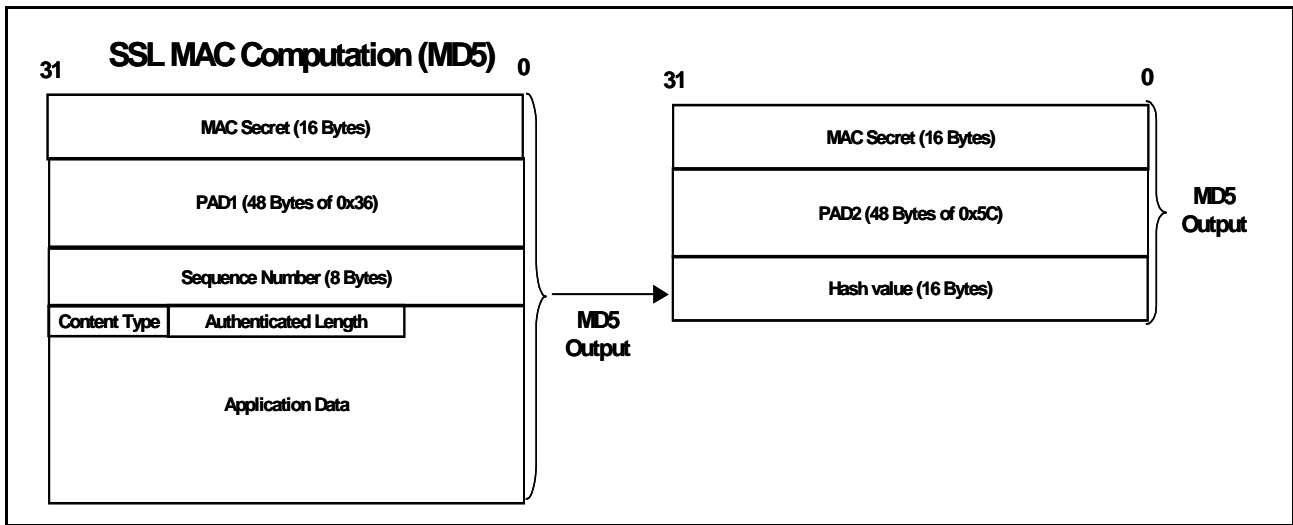 SSL MAC Computation (MD5)
31
0
MAC Secret (16 Bytes)
PAD1 (48 Bytes of 0x36)
Sequence Number (8 Bytes)
Content Type
Authenticated Length
Application Data
MD5
Output
31
0
MAC Secret (16 Bytes)
PAD2 (48 Bytes of 0x5C)
Hash value (16 Bytes)
MD5
Output